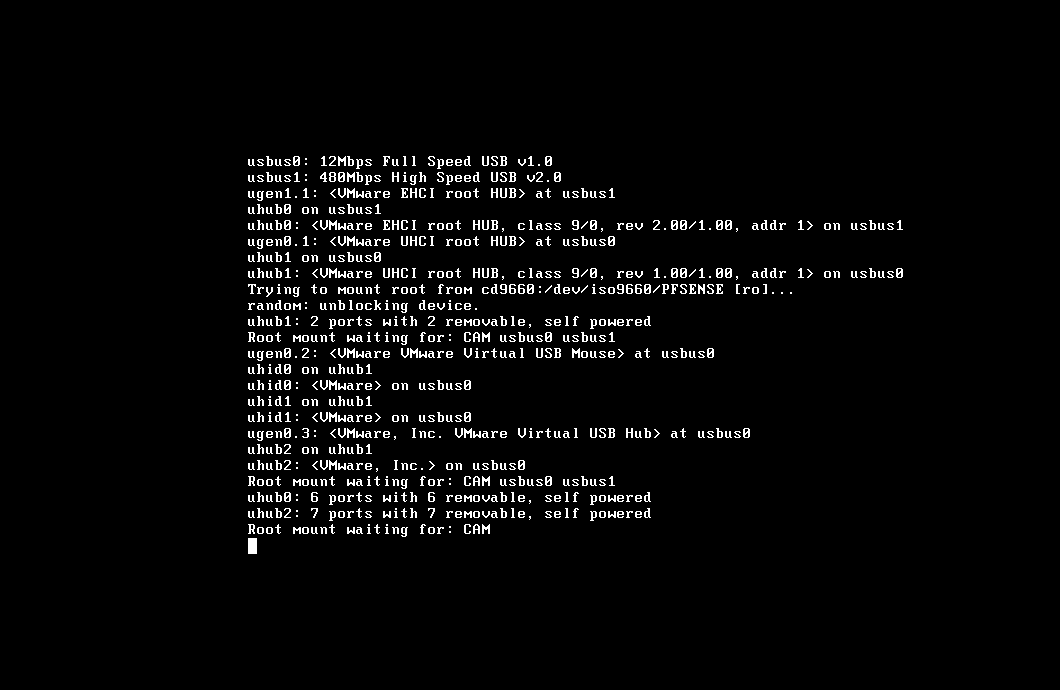 usbus0: 12Mbps Full Speed USB v1.0
usbus1: 480Mbps High Speed USB v2.0
ugen1.1: <VMware EHCI root HUB> at usbus1
uhub0 on usbus1
uhub0: <VMware EHCI root HUB, class 9/0, rev 2.00/1.00, addr 1> on usbus1
ugen0.1: <VMware UHCI root HUB> at usbus0
uhub1 on usbus0
uhub1: <VMware UHCI root HUB, class 9/0, rev 1.00/1.00, addr 1> on usbus0
Trying to mount root from cd9660:/dev/iso9660/PFSENSE [ro]...
random: unblocking device.
uhub1: 2 ports with 2 removable, self powered
Root mount waiting for: CAM usbus0 usbus1
ugen0.2: <VMware VMware Virtual USB Mouse> at usbus0
uhid0 on uhub1
uhid0: <VMware> on usbus0
uhid1 on uhub1
uhid1: <VMware> on usbus0
ugen0.3: <VMware, Inc. VMware Virtual USB Hub> at usbus0
uhub2 on uhub1
uhub2: <VMware, Inc.> on usbus0
Root mount waiting for: CAM usbus0 usbus1
uhub0: 6 ports with 6 removable, self powered
uhub2: 7 ports with 7 removable, self powered
Root mount waiting for: CAM